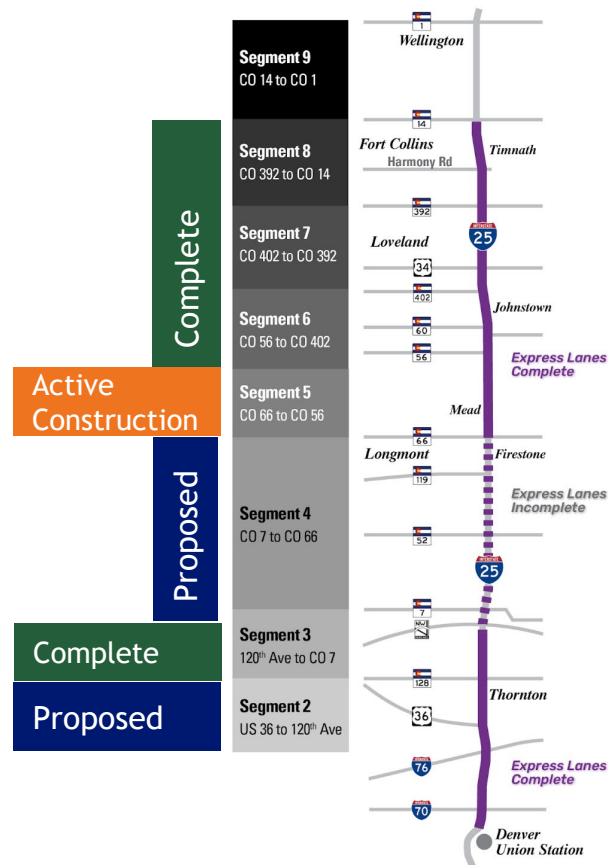 Complete
Active
Construction
Proposed
Complete
Proposed
Segment 9
CO 14 to CO 1
Segment 8
CO 392 to CO 14
Segment 7
CO 402 to CO 392
Segment 6
CO 56 to CO 402
Segment 5
CO 66 to CO 56
Segment 4
CO 7 to CO 66
Segment 3
120th Ave to CO 7
Segment 2
US 36 to 120th Ave
1
Wellington
14
Fort Collins
Timnath
Harmony Rd
392
INTERSTATE
25
Loveland
34
402
Johnstown
60
56
Express Lanes
Complete
Mead
66
Longmont
Firestone
119
Express Lanes
Incomplete
52
INTERSTATE
25
7
128
Thornton
36
76
Express Lanes
Complete
70
Denver
Union Station